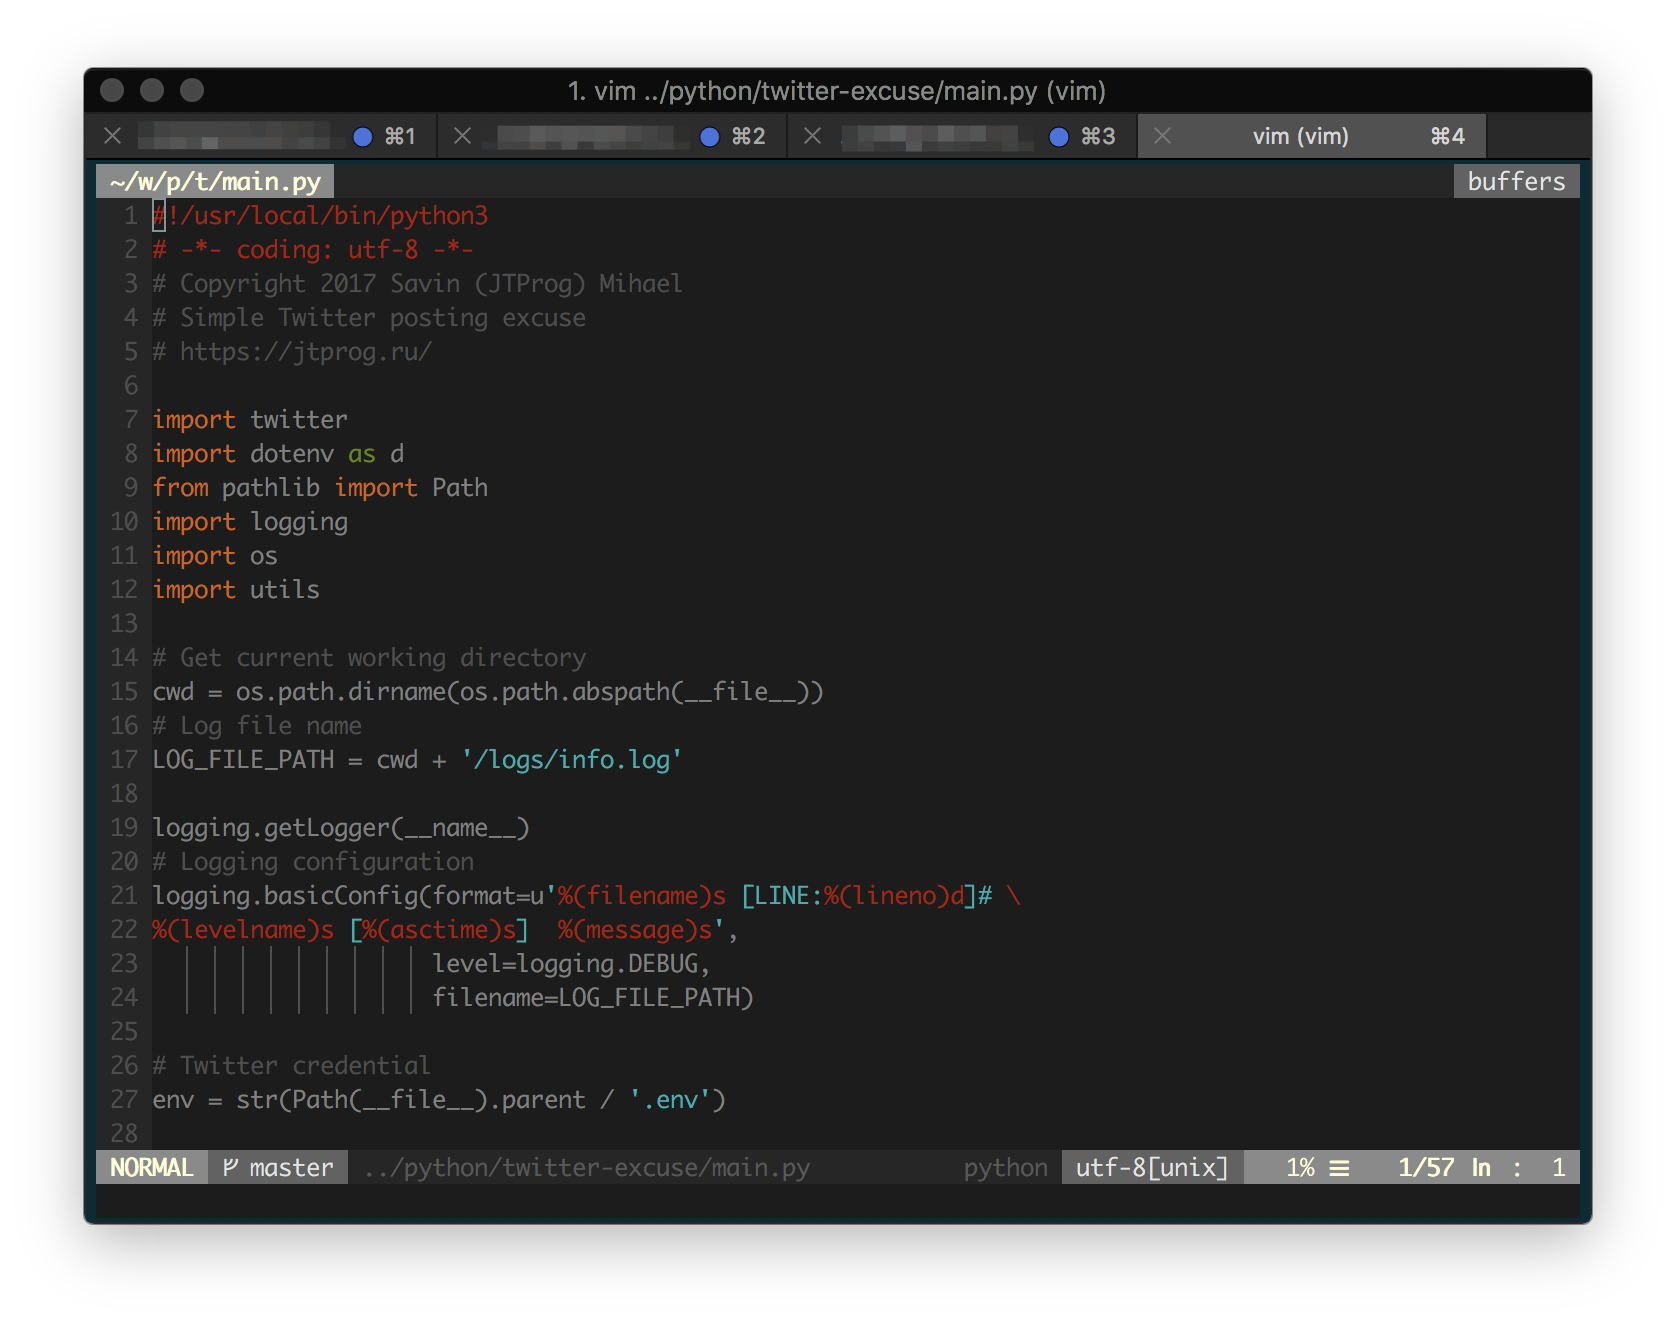 1. vim ../python/twitter-excuse/main.py (vim)
⌘1 ⌘2 ⌘3 vim (vim) ⌘4
~/w/p/t/main.py buffers
1 #!/usr/local/bin/python3
2 # -*- coding: utf-8 -*-
3 # Copyright 2017 Savin (JTProg) Mihael
4 # Simple Twitter posting excuse
5 # https://jtprog.ru/
6
7 import twitter
8 import dotenv as d
9 from pathlib import Path
10 import logging
11 import os
12 import utils
13
14 # Get current working directory
15 cwd = os.path.dirname(os.path.abspath(__file__))
16 # Log file name
17 LOG_FILE_PATH = cwd + '/logs/info.log'
18
19 logging.getLogger(__name__)
20 # Logging configuration
21 logging.basicConfig(format=u'%(filename)s [LINE:%(lineno)d]# \
22 %(levelname)s [%(asctime)s]  %(message)s',
23 level=logging.DEBUG,
24 filename=LOG_FILE_PATH)
25
26 # Twitter credential
27 env = str(Path(__file__).parent / '.env')
28
NORMAL master ../python/twitter-excuse/main.py python utf-8[unix] 1% ☰ 1/57 ln : 1